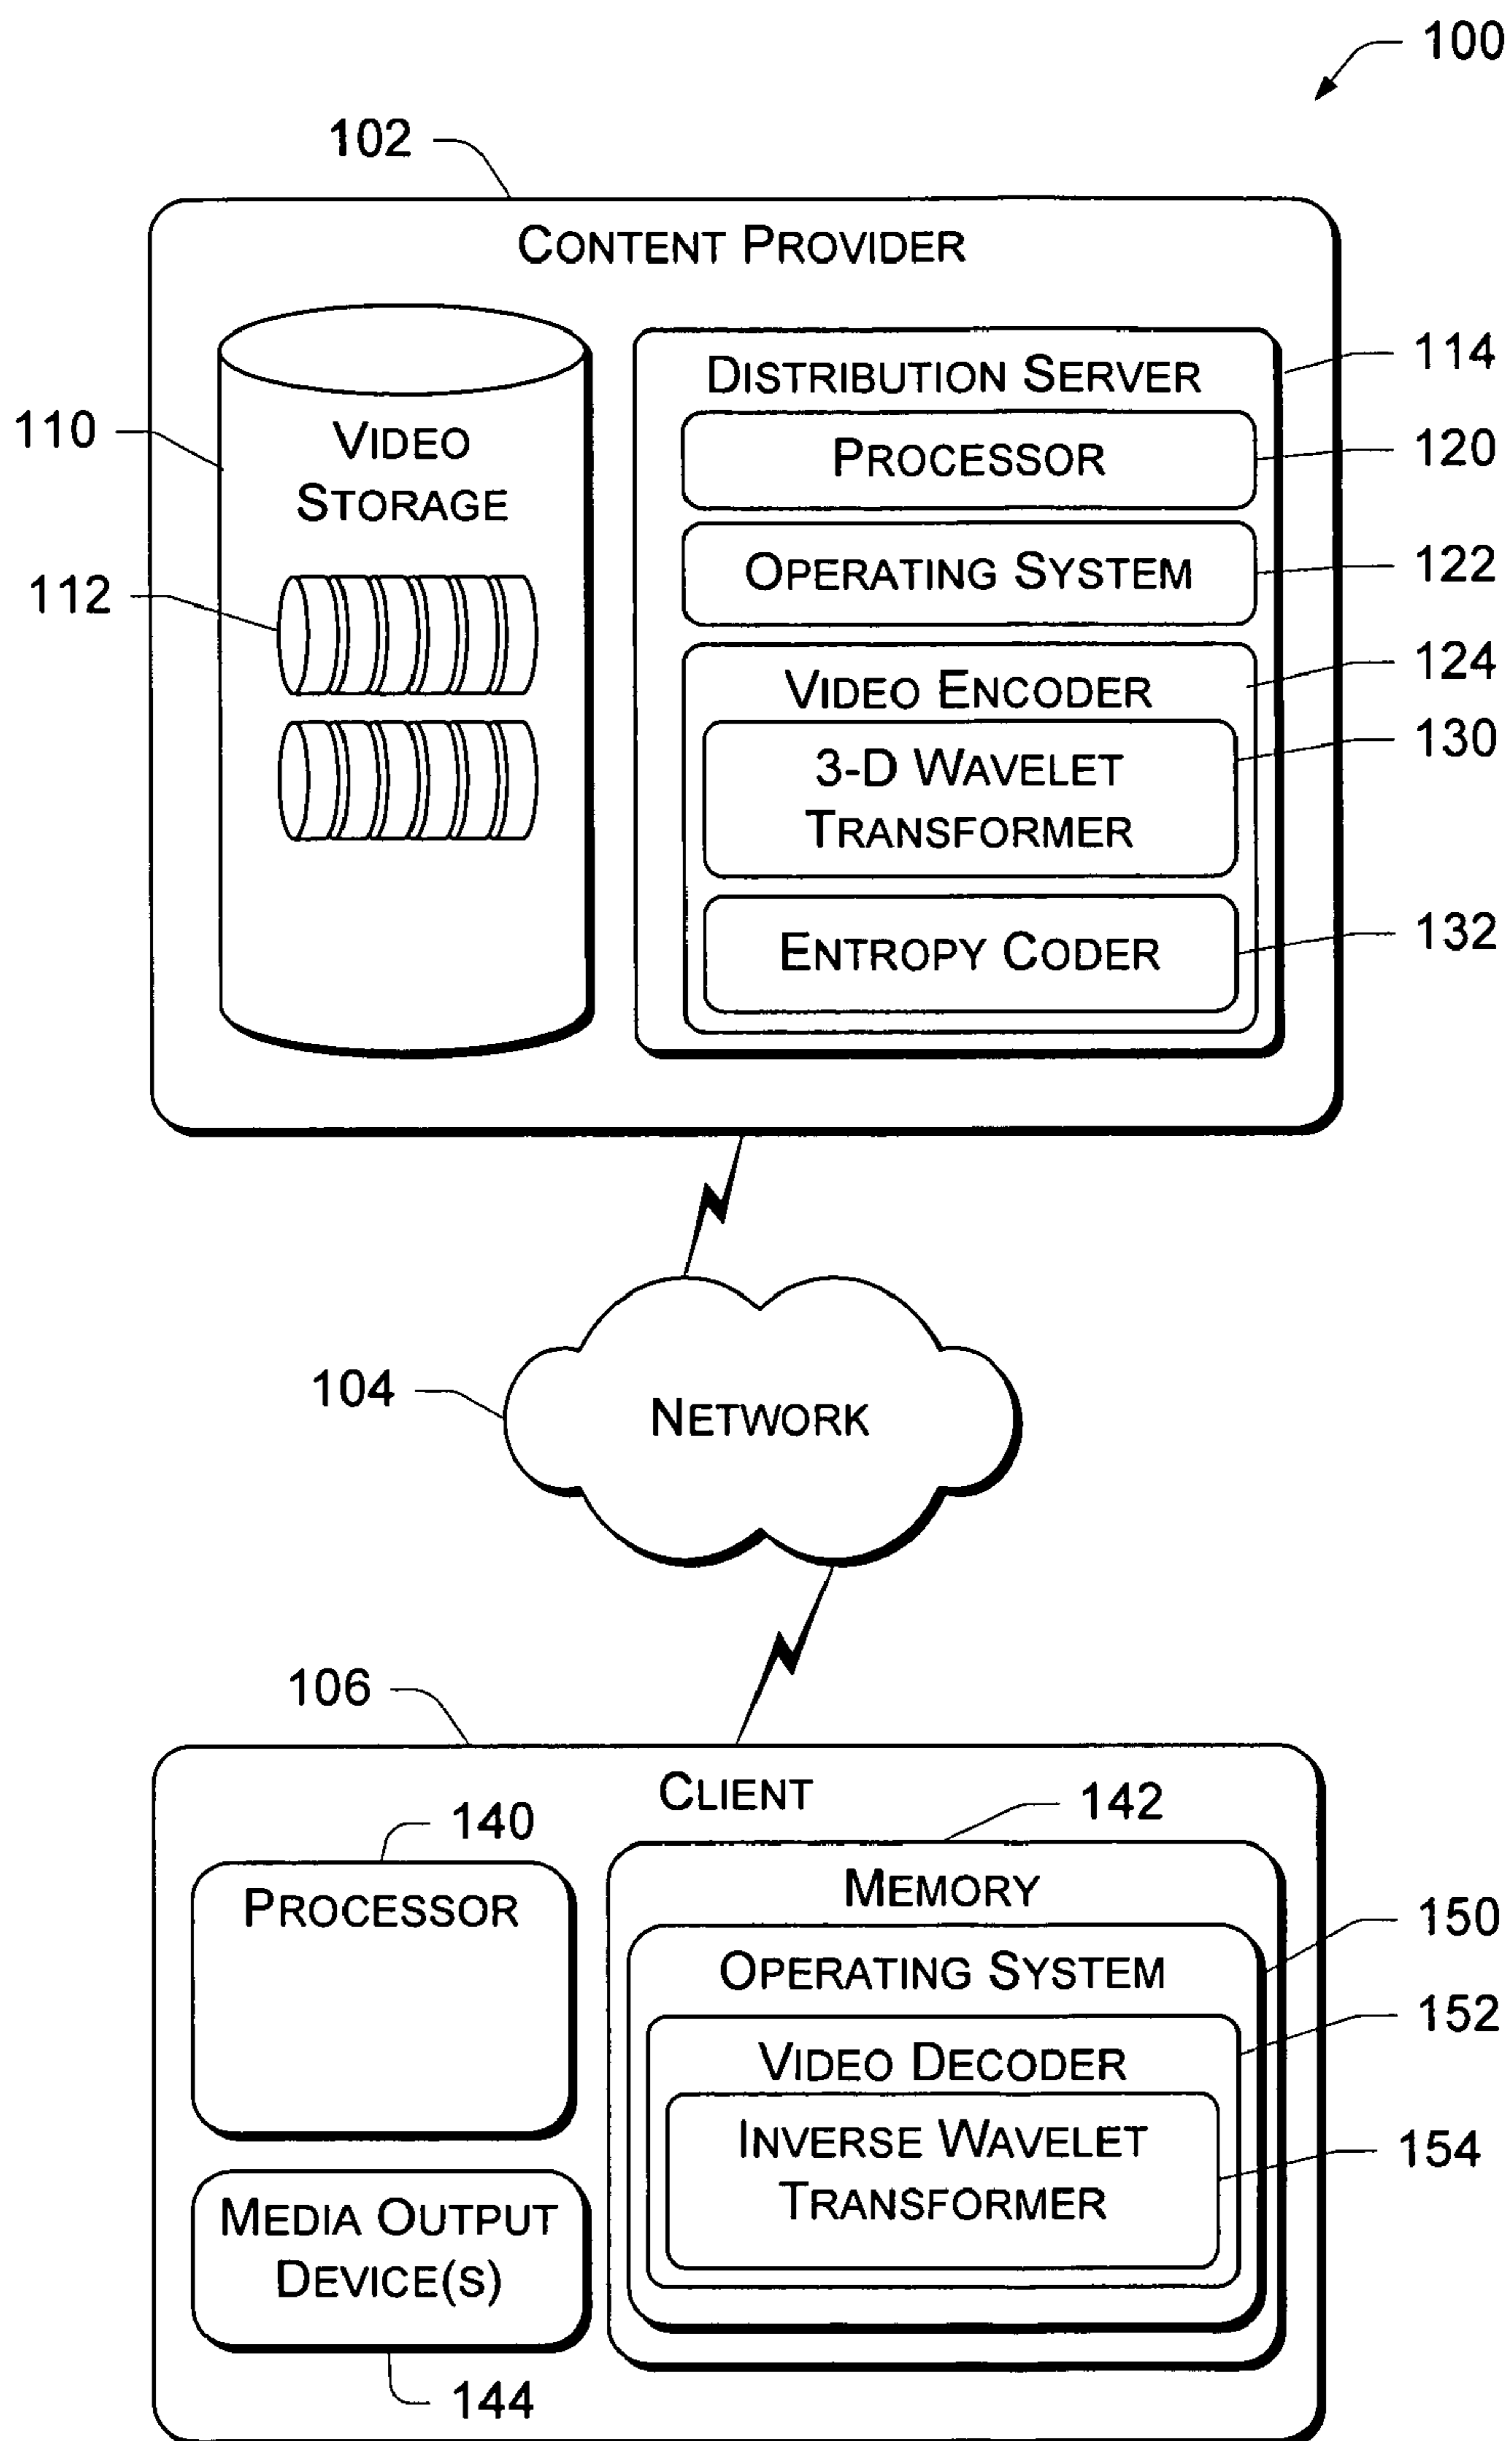 100
102
CONTENT PROVIDER
114
DISTRIBUTION SERVER
110
VIDEO
STORAGE
PROCESSOR
120
OPERATING SYSTEM
122
112
124
VIDEO ENCODER
130
3-D WAVELET
TRANSFORMER
ENTROPY CODER
132
104
NETWORK
106
CLIENT
142
140
PROCESSOR
MEMORY
150
OPERATING SYSTEM
152
VIDEO DECODER
INVERSE WAVELET
TRANSFORMER
154
MEDIA OUTPUT
DEVICE(S)
144